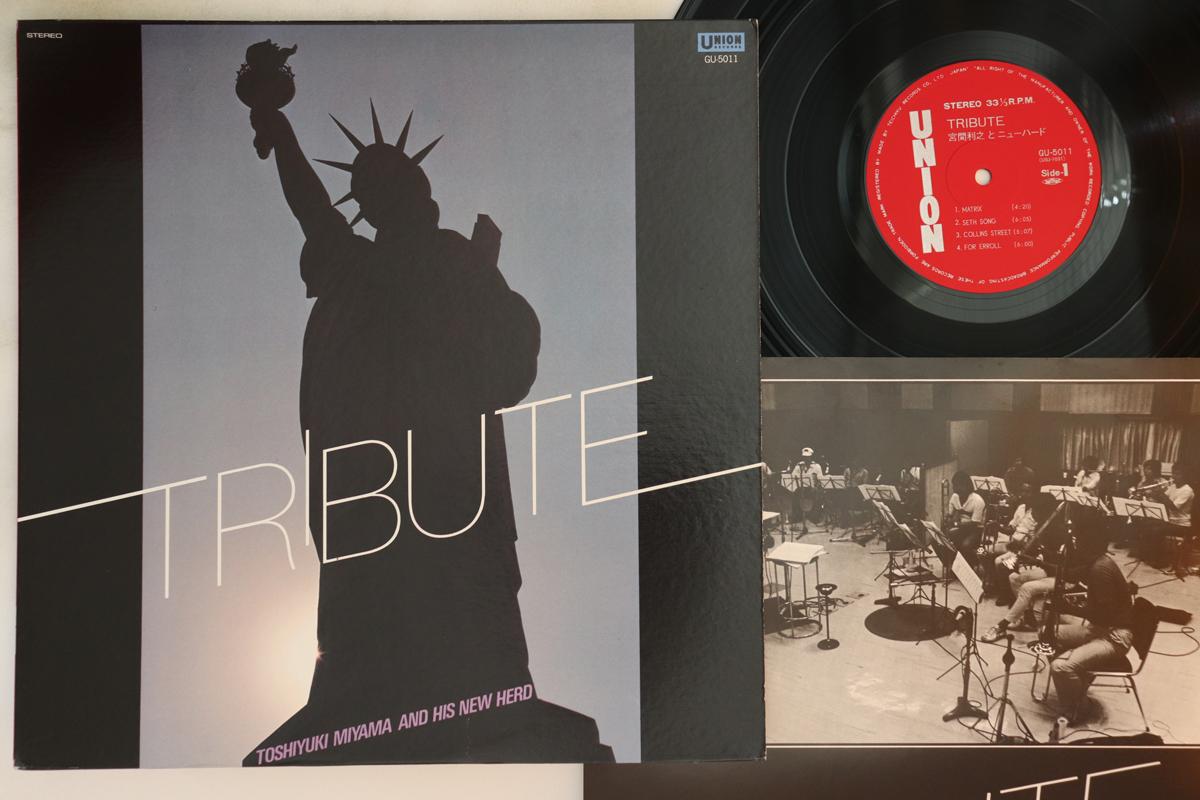 STEREO
UNION
RECORDS
GU-5011
TRIBUTE
TOSHIYUKI MIYAMA AND HIS NEW HERD
STEREO 33⅓ R.P.M.
UNION
TRIBUTE
宮間利之とニューハード
GU-5011
Side-1
1. MATRIX (4:20)
2. SETH SONG (6:05)
3. COLLINS STREET (6:07)
4. FOR ERROLL (6:00)